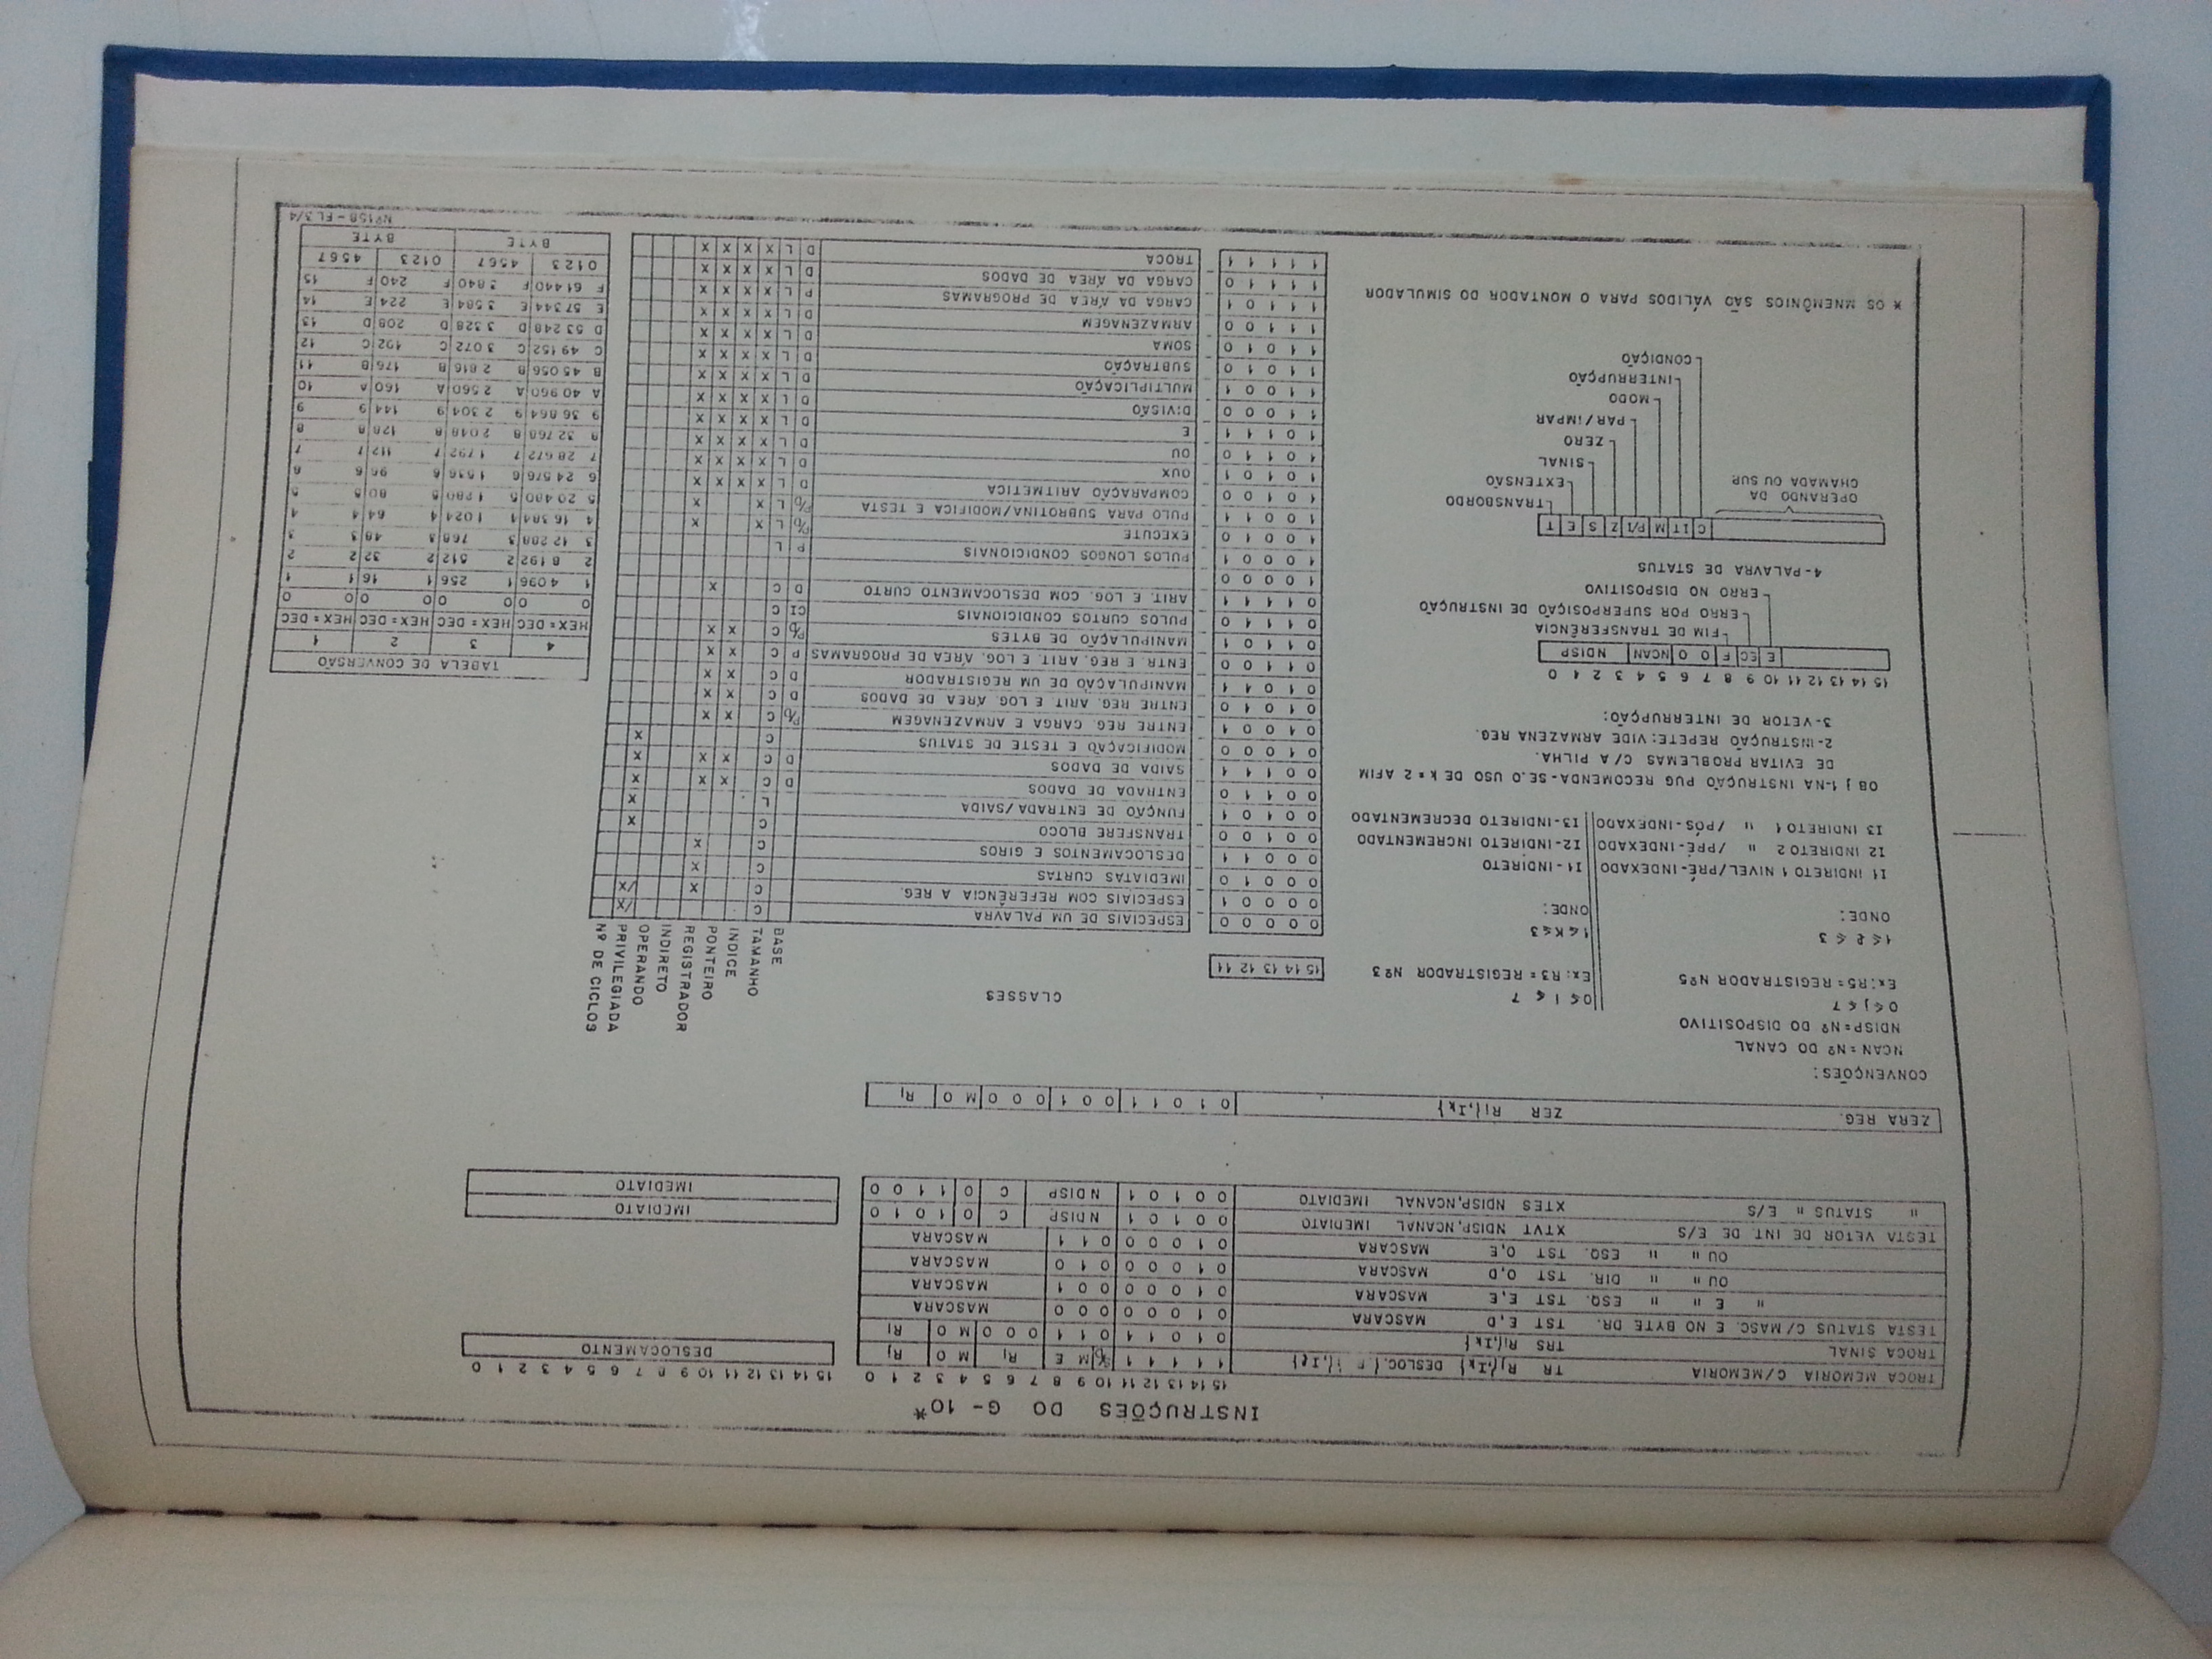 INSTRUÇÕES DO G-10*
15 14 13 12 11 10 9 8 7 6 5 4 3 2 1 0 15 14 13 12 11 10 9 8 7 6 5 4 3 2 1 0
TROCA MEMORIA C/MEMORIA TR Rj{,Ik} DESLOC. 1 1 1 1 1 M E Ri M O Rj DESLOCAMENTO
TROCA SINAL TRS Ri{,Ik} 0 1 0 1 1 0 1 1 0 0 0 M O Ri
TESTA STATUS C/MASC. E NO BYTE DR. TST E,D MASCARA 0 1 0 0 0 0 0 0 MASCARA
" E " " ESQ. TST E,E MASCARA 0 1 0 0 0 0 0 1 MASCARA
OU " " DIR. TST O,D MASCARA 0 1 0 0 0 0 1 0 MASCARA
OU " " ESQ. TST O,E MASCARA 0 1 0 0 0 0 1 1 MASCARA
TESTA VETOR DE INT. DE E/S XTVT NDISP,NCANAL IMEDIATO 0 0 1 0 1 NDISP C 0 1 0 1 0 IMEDIATO
" STATUS " E/S XTES NDISP,NCANAL IMEDIATO 0 0 1 0 1 NDISP C 0 1 1 0 0 IMEDIATO
ZERA REG. ZER Ri{,Ik} 0 1 0 1 1 0 0 1 0 0 0 M O Ri
CONVENÇÕES:
NCAN = Nº DO CANAL
NDISP = Nº DO DISPOSITIVO
0 ≤ j ≤ 7
Ex: R5 = REGISTRADOR Nº5
1 ≤ ℓ ≤ 3
ONDE:
I1 INDIRETO 1 NIVEL/PRÉ-INDEXADO
I2 INDIRETO 2 " /PRÉ-INDEXADO
I3 INDIRETO 1 " /PÓS-INDEXADO
0 ≤ I ≤ 7
Ex: R3 = REGISTRADOR Nº 3
1 ≤ K ≤ 3
ONDE:
I1-INDIRETO
I2-INDIRETO INCREMENTADO
I3-INDIRETO DECREMENTADO
OB j 1-NA INSTRUÇÃO PUG RECOMENDA-SE.O USO DE k = 2 AFIM
DE EVITAR PROBLEMAS C/A PILHA.
2-INSTRUÇÃO REPETE: VIDE ARMAZENA REG.
3-VETOR DE INTERRUPÇÃO:
15 14 13 12 11 10 9 8 7 6 5 4 3 2 1 0
E EC F 0 0 NCAN NDISP
FIM DE TRANSFERÊNCIA
ERRO POR SUPERPOSIÇÃO DE INSTRUÇÃO
ERRO NO DISPOSITIVO
4-PALAVRA DE STATUS
C IT M P/I Z S E T
OPERANDO DA
CHAMADA OU SUP.
TRANSBORDO
EXTENSÃO
SINAL
ZERO
PAR/IMPAR
MODO
INTERRUPÇÃO
CONDIÇÃO
* OS MNEMÔNIOS SÃO VÁLIDOS PARA O MONTADOR DO SIMULADOR
CLASSES
15 14 13 12 11 BASE TAMANHO INDICE PONTEIRO REGISTRADOR INDIRETO OPERANDO PRIVILEGIADA Nº DE CICLOS
0 0 0 0 0 - ESPECIAIS DE UM PALAVRA C /X
0 0 0 0 1 - ESPECIAIS COM REFERÊNCIA A REG. C X /X
0 0 0 1 0 - IMEDIATAS CURTAS C X
0 0 0 1 1 - DESLOCAMENTOS E GIROS C X
0 0 1 0 0 - TRANSFERE BLOCO C X
0 0 1 0 1 - FUNÇÃO DE ENTRADA/SAIDA L X
0 0 1 1 0 - ENTRADA DE DADOS D C X X X
0 0 1 1 1 - SAIDA DE DADOS D C X X X
0 1 0 0 0 - MODIFICAÇÃO E TESTE DE STATUS C X
0 1 0 0 1 - ENTRE REG. CARGA E ARMAZENAGEM P/D C X X
0 1 0 1 0 - ENTRE REG. ARIT. E LOG. ÁREA DE DADOS D C X X
0 1 0 1 1 - MANIPULAÇÃO DE UM REGISTRADOR D C X X
0 1 1 0 0 - ENTR. E REG. ARIT. E LOG. ÁREA DE PROGRAMAS P C X X
0 1 1 0 1 - MANIPULAÇÃO DE BYTES P/D C X X
0 1 1 1 0 - PULOS CURTOS CONDICIONAIS CI C
0 1 1 1 1 - ARIT. E LOG. COM DESLOCAMENTO CURTO D C X
1 0 0 0 0
1 0 0 0 1 - PULOS LONGOS CONDICIONAIS P L
1 0 0 1 0 - EXECUTE P/D L X X
1 0 0 1 1 - PULO PARA SUBROTINA/MODIFICA E TESTA P/D L X X
1 0 1 0 0 - COMPARAÇÃO ARITMETICA D L X X X X
1 0 1 0 1 - OUX D L X X X X
1 0 1 1 0 - OU D L X X X X
1 0 1 1 1 - E D L X X X X
1 1 0 0 0 - DIVISÃO D L X X X X
1 1 0 0 1 - MULTIPLICAÇÃO D L X X X X
1 1 0 1 0 - SUBTRAÇÃO D L X X X X
1 1 0 1 0 - SOMA D L X X X X
1 1 1 0 0 - ARMAZENAGEM D L X X X X
1 1 1 0 1 - CARGA DA ÁREA DE PROGRAMAS P L X X X X
1 1 1 1 0 - CARGA DA ÁREA DE DADOS D L X X X X
1 1 1 1 1 - TROCA D L X X X X
TABELA DE CONVERSÃO
4 3 2 1
HEX = DEC HEX = DEC HEX = DEC HEX = DEC
0 0 0 0 0 0 0 0
1 4 096 1 256 1 16 1 1
2 8 192 2 512 2 32 2 2
3 12 288 3 768 3 48 3 3
4 16 384 4 1 024 4 64 4 4
5 20 480 5 1 280 5 80 5 5
6 24 576 6 1 536 6 96 6 6
7 28 672 7 1 792 7 112 7 7
8 32 768 8 2 048 8 128 8 8
9 36 864 9 2 304 9 144 9 9
A 40 960 A 2 560 A 160 A 10
B 45 056 B 2 816 B 176 B 11
C 49 152 C 3 072 C 192 C 12
D 53 248 D 3 328 D 208 D 13
E 57 344 E 3 584 E 224 E 14
F 61 440 F 3 840 F 240 F 15
0123 4567 0123 4567
BYTE BYTE
Nº158 - FL 3/4